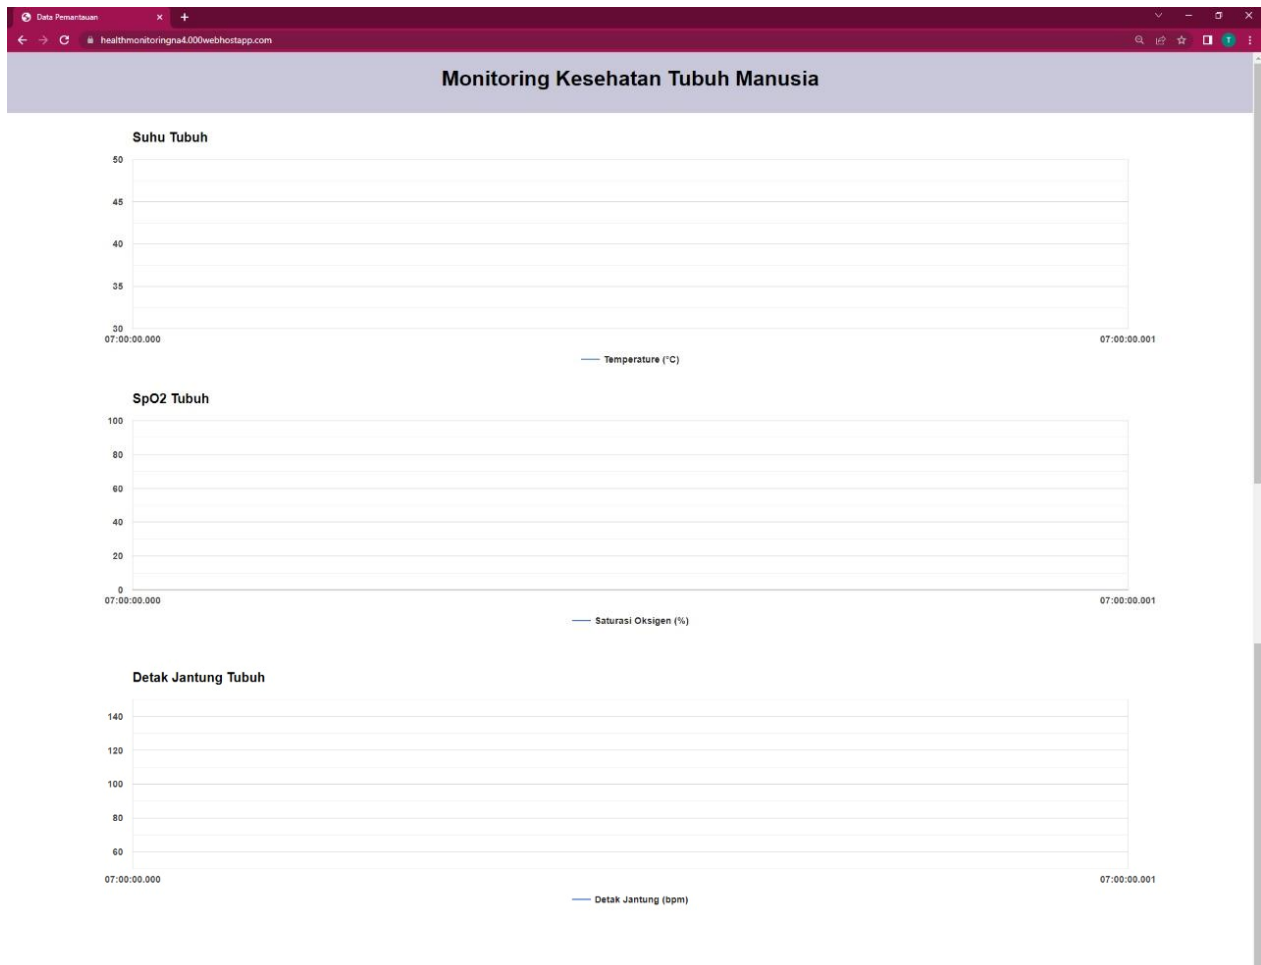 Data Pemantauan
healthmonitoringna4.000webhostapp.com
T
Monitoring Kesehatan Tubuh Manusia
Suhu Tubuh
50
45
40
35
30
07:00:00.000 07:00:00.001
Temperature (°C)
SpO2 Tubuh
100
80
60
40
20
0
07:00:00.000 07:00:00.001
Saturasi Oksigen (%)
Detak Jantung Tubuh
140
120
100
80
60
07:00:00.000 07:00:00.001
Detak Jantung (bpm)